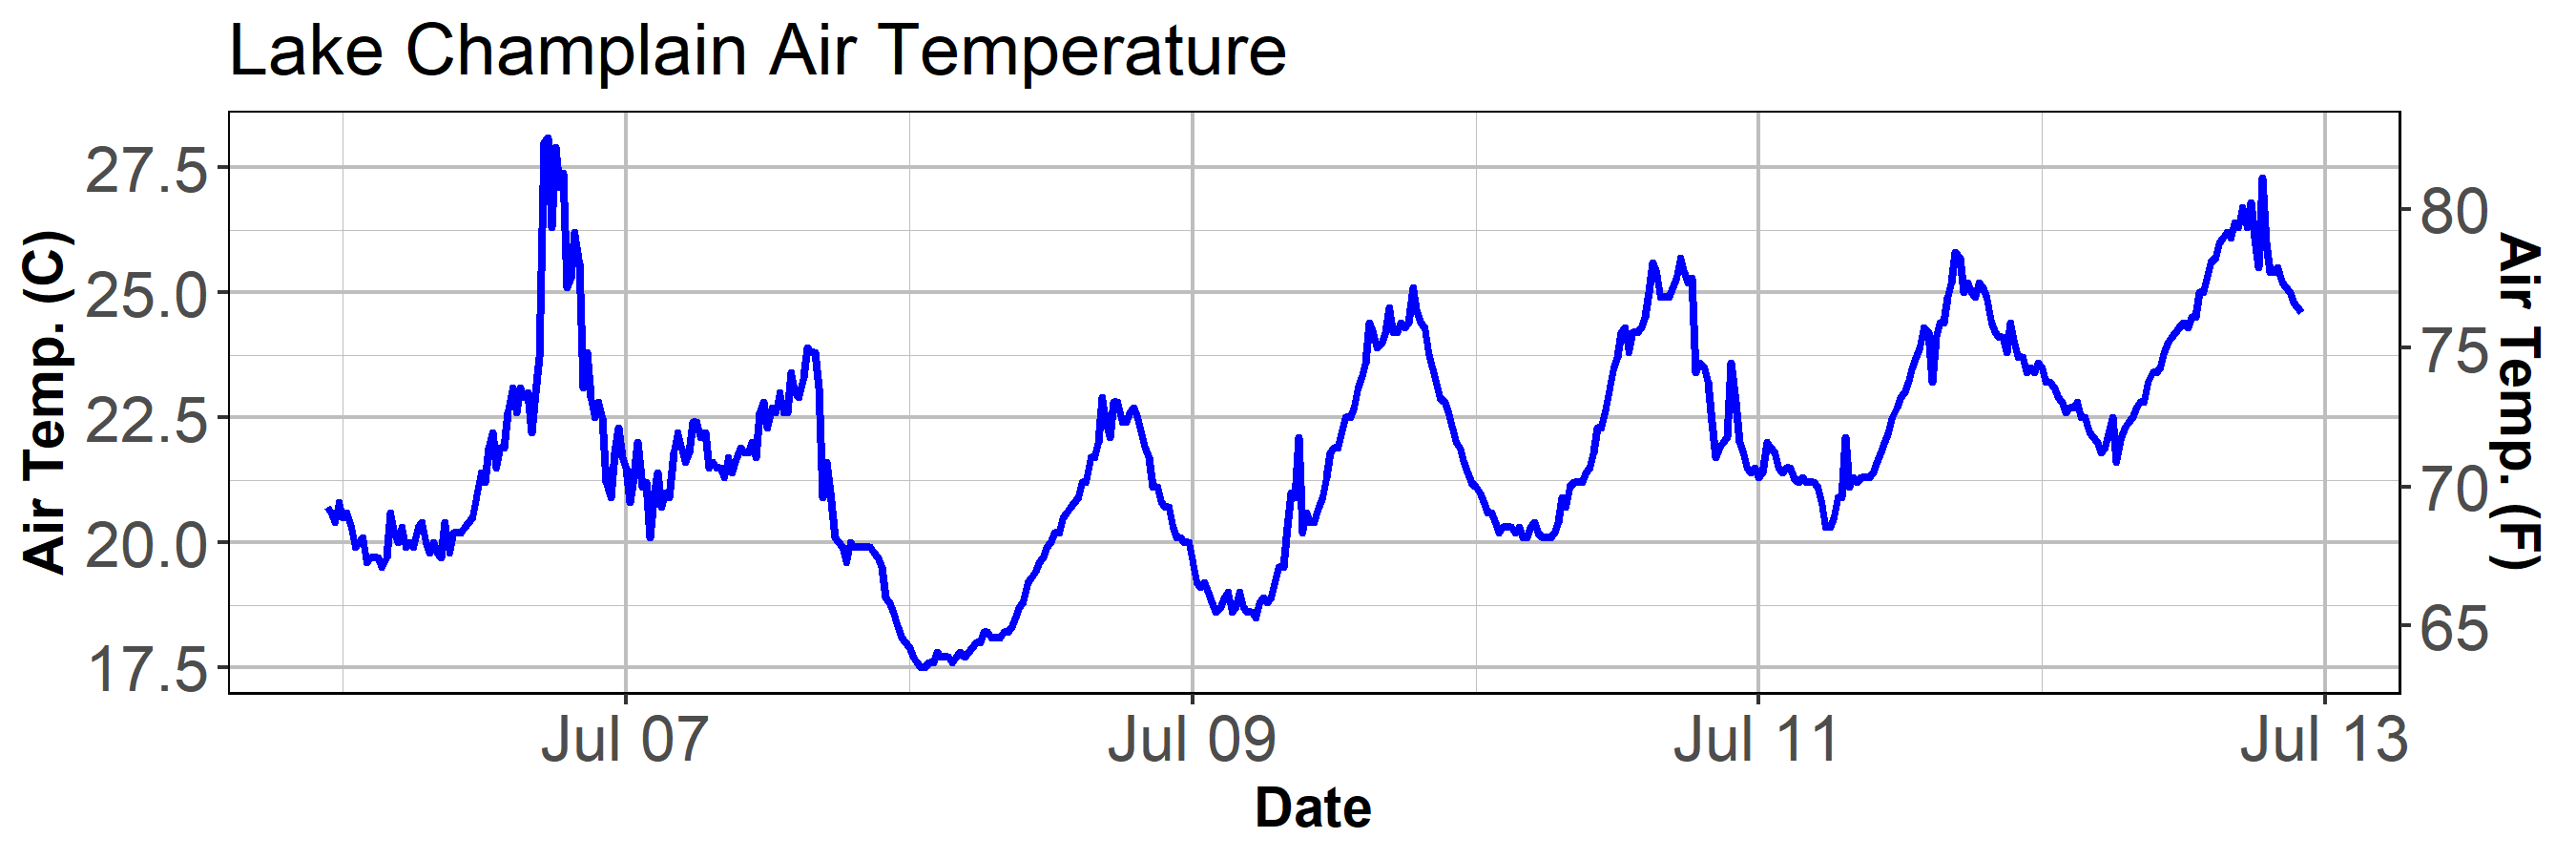 Lake Champlain Air Temperature
Air Temp. (C)
27.5
25.0
22.5
20.0
17.5
80
75
70
65
Air Temp. (F)
Jul 07 Jul 09 Jul 11 Jul 13
Date